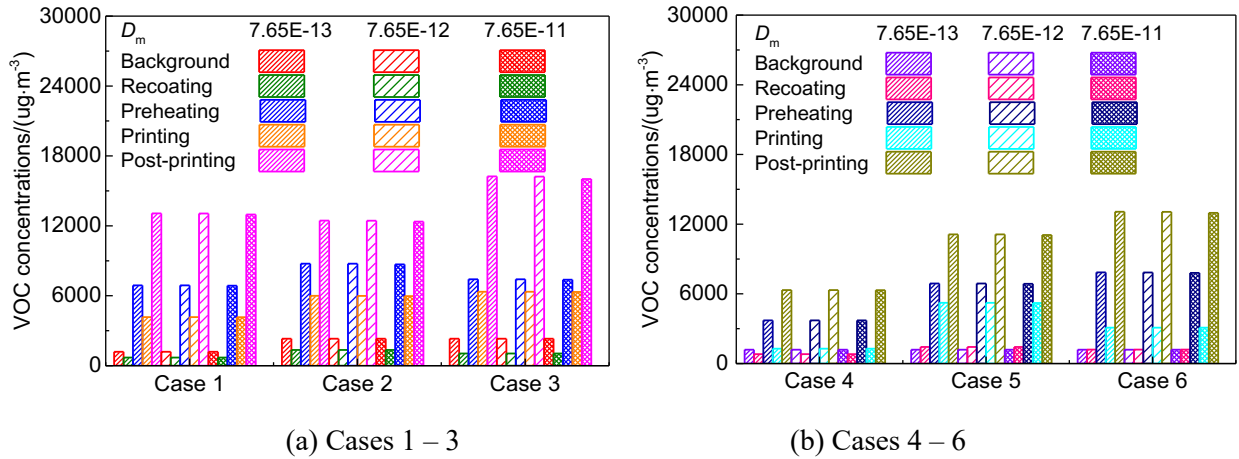 30000
24000
18000
12000
6000
0
VOC concentrations/(ug·m-3)
Dm 7.65E-13 7.65E-12 7.65E-11
Background
Recoating
Preheating
Printing
Post-printing
Case 1 Case 2 Case 3
(a) Cases 1 – 3
30000
24000
18000
12000
6000
0
VOC concentrations/(ug·m-3)
Dm 7.65E-13 7.65E-12 7.65E-11
Background
Recoating
Preheating
Printing
Post-printing
Case 4 Case 5 Case 6
(b) Cases 4 – 6